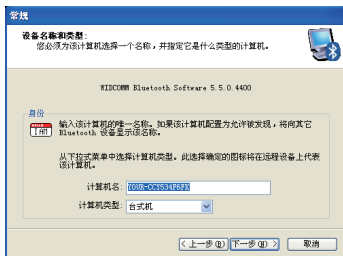 常规
设备名称和类型:
您必须为该计算机选择一个名称，并指定它是什么类型的计算机。
WIDCOMM Bluetooth Software 5.5.0.4400
身份
I AM
输入该计算机的唯一名称。如果该计算机配置为允许被发现，将向其它
Bluetooth 设备显示该名称。
从下拉式菜单中选择计算机类型。此选择确定的图标将在远程设备上代表
该计算机。
计算机名: YOUR-CCY534F6FK
计算机类型: 台式机
< 上一步(B) 下一步(N) > 取消